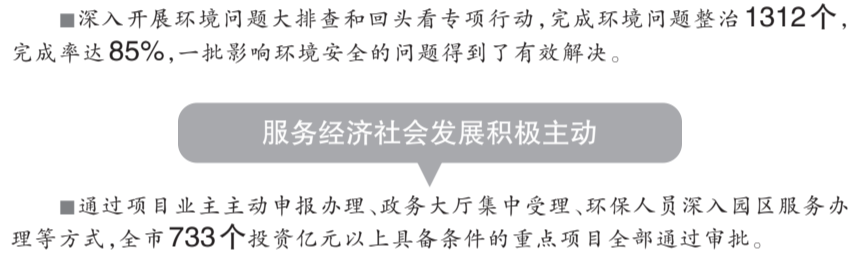 ■深入开展环境问题大排查和回头看专项行动,完成环境问题整治1312个,
完成率达85%,一批影响环境安全的问题得到了有效解决。
服务经济社会发展积极主动
■通过项目业主主动申报办理、政务大厅集中受理、环保人员深入园区服务办
理等方式,全市733个投资亿元以上具备条件的重点项目全部通过审批。